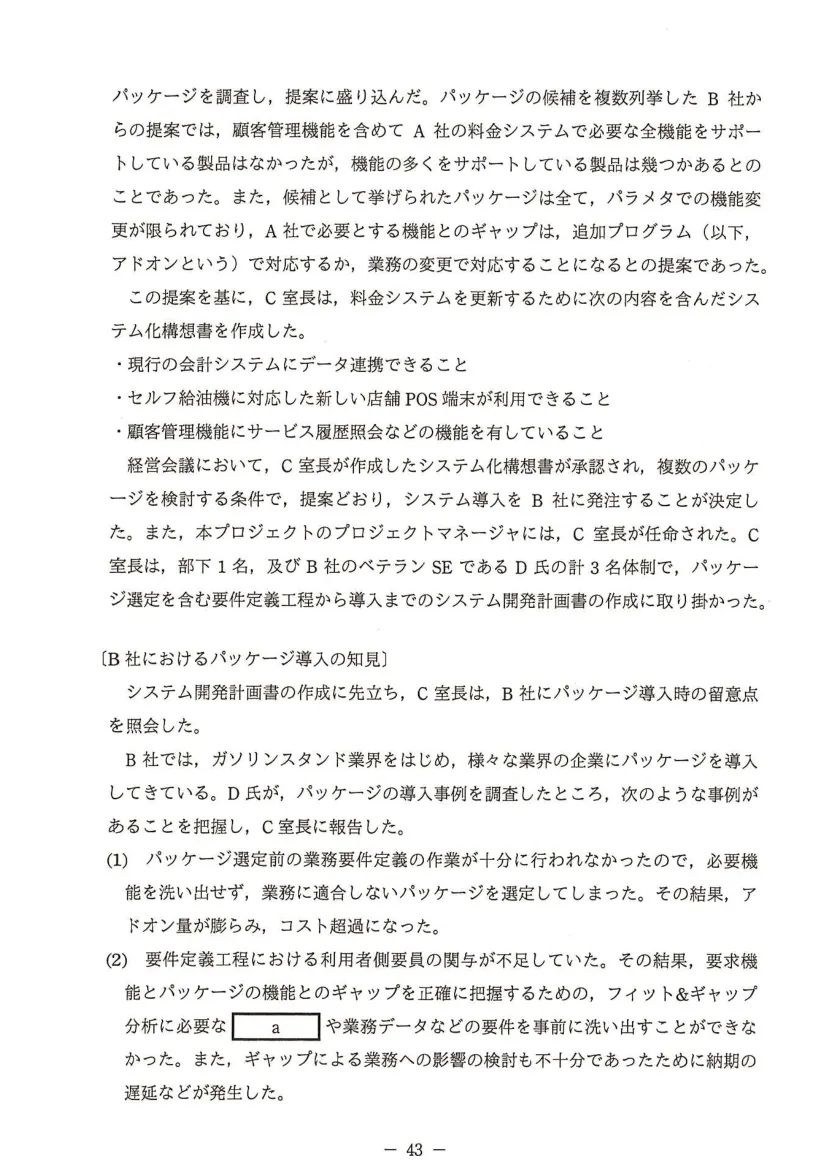 パッケージを調査し，提案に盛り込んだ。パッケージの候補を複数列挙した B 社か
らの提案では，顧客管理機能を含めて A 社の料金システムで必要な全機能をサポー
トしている製品はなかったが，機能の多くをサポートしている製品は幾つかあるとの
ことであった。また，候補として挙げられたパッケージは全て，パラメタでの機能変
更が限られており，A 社で必要とする機能とのギャップは，追加プログラム（以下，
アドオンという）で対応するか，業務の変更で対応することになるとの提案であった。
この提案を基に，C 室長は，料金システムを更新するために次の内容を含んだシス
テム化構想書を作成した。
・現行の会計システムにデータ連携できること
・セルフ給油機に対応した新しい店舗 POS 端末が利用できること
・顧客管理機能にサービス履歴照会などの機能を有していること
経営会議において，C 室長が作成したシステム化構想書が承認され，複数のパッケ
ージを検討する条件で，提案どおり，システム導入を B 社に発注することが決定し
た。また，本プロジェクトのプロジェクトマネージャには，C 室長が任命された。C
室長は，部下 1 名，及び B 社のベテラン SE である D 氏の計 3 名体制で，パッケー
ジ選定を含む要件定義工程から導入までのシステム開発計画書の作成に取り掛かった。
〔B 社におけるパッケージ導入の知見〕
システム開発計画書の作成に先立ち，C 室長は，B 社にパッケージ導入時の留意点
を照会した。
B 社では，ガソリンスタンド業界をはじめ，様々な業界の企業にパッケージを導入
してきている。D 氏が，パッケージの導入事例を調査したところ，次のような事例が
あることを把握し，C 室長に報告した。
(1) パッケージ選定前の業務要件定義の作業が十分に行われなかったので，必要機
能を洗い出せず，業務に適合しないパッケージを選定してしまった。その結果，ア
ドオン量が膨らみ，コスト超過になった。
(2) 要件定義工程における利用者側要員の関与が不足していた。その結果，要求機
能とパッケージの機能とのギャップを正確に把握するための，フィット&ギャップ
分析に必要な a や業務データなどの要件を事前に洗い出すことができな
かった。また，ギャップによる業務への影響の検討も不十分であったために納期の
遅延などが発生した。
－ 43 －